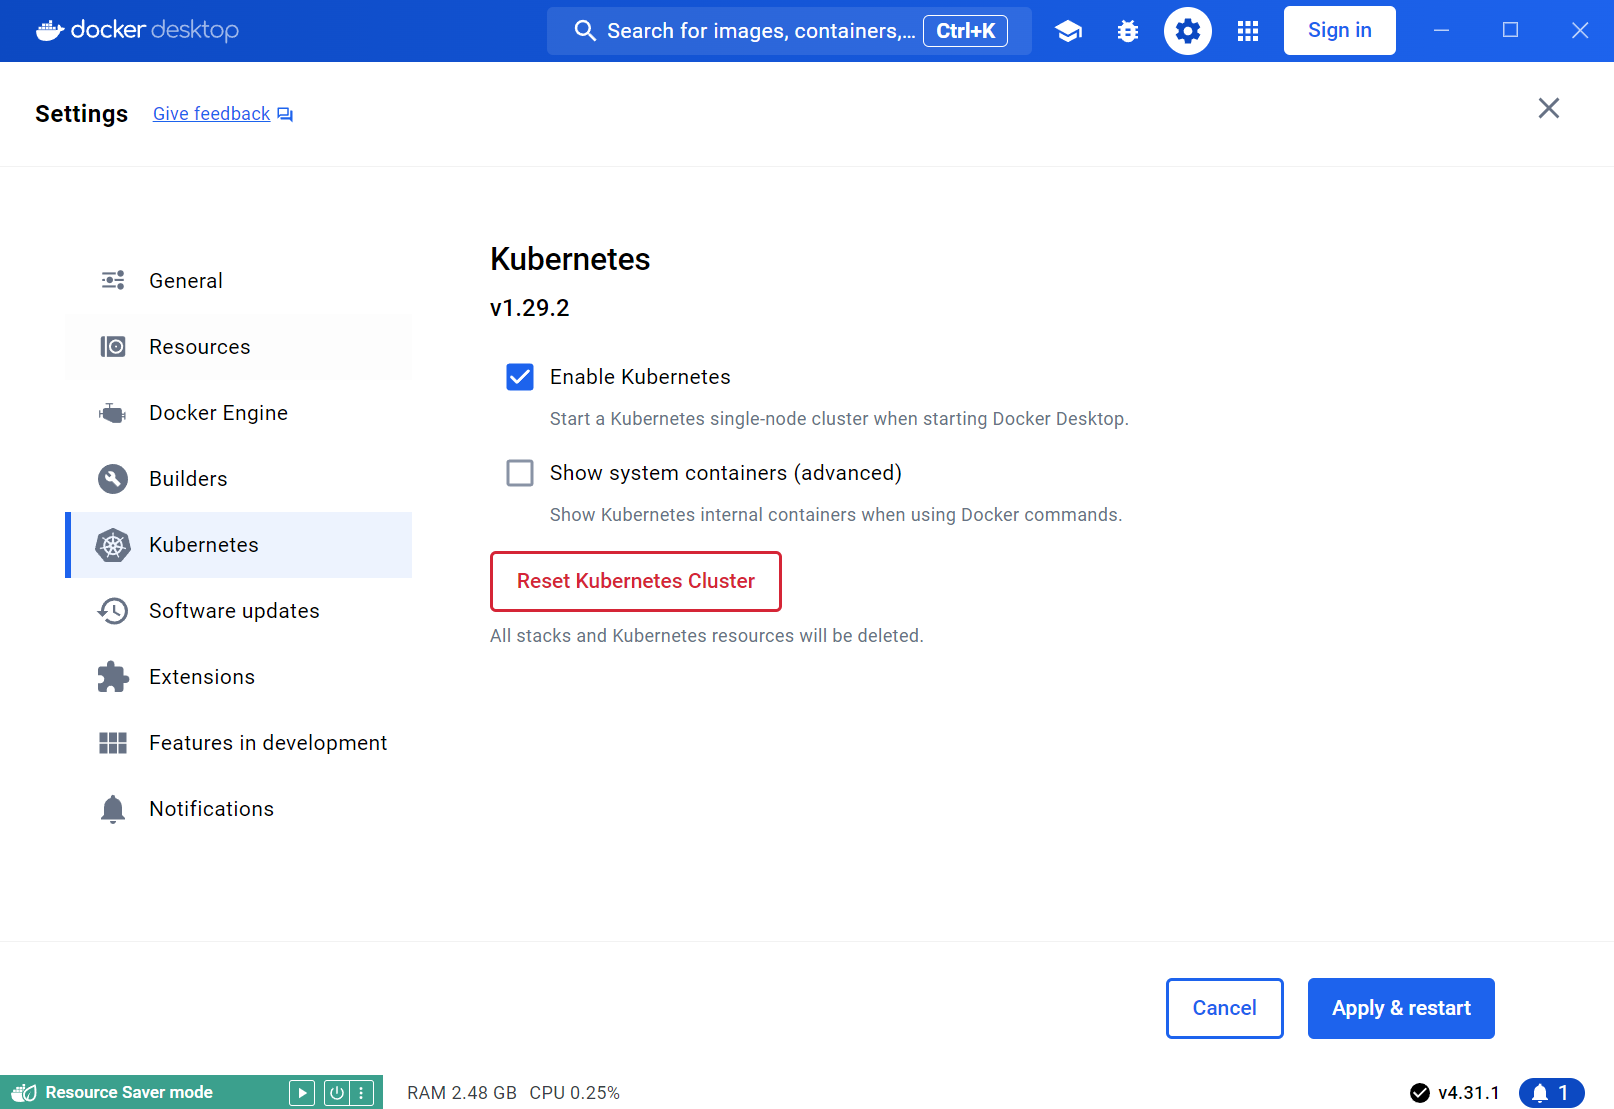 docker desktop
Search for images, containers,... Ctrl+K
Sign in
Settings Give feedback
General
Resources
Docker Engine
Builders
Kubernetes
Software updates
Extensions
Features in development
Notifications
Kubernetes
v1.29.2
Enable Kubernetes
Start a Kubernetes single-node cluster when starting Docker Desktop.
Show system containers (advanced)
Show Kubernetes internal containers when using Docker commands.
Reset Kubernetes Cluster
All stacks and Kubernetes resources will be deleted.
Cancel Apply & restart
Resource Saver mode RAM 2.48 GB CPU 0.25% v4.31.1 1